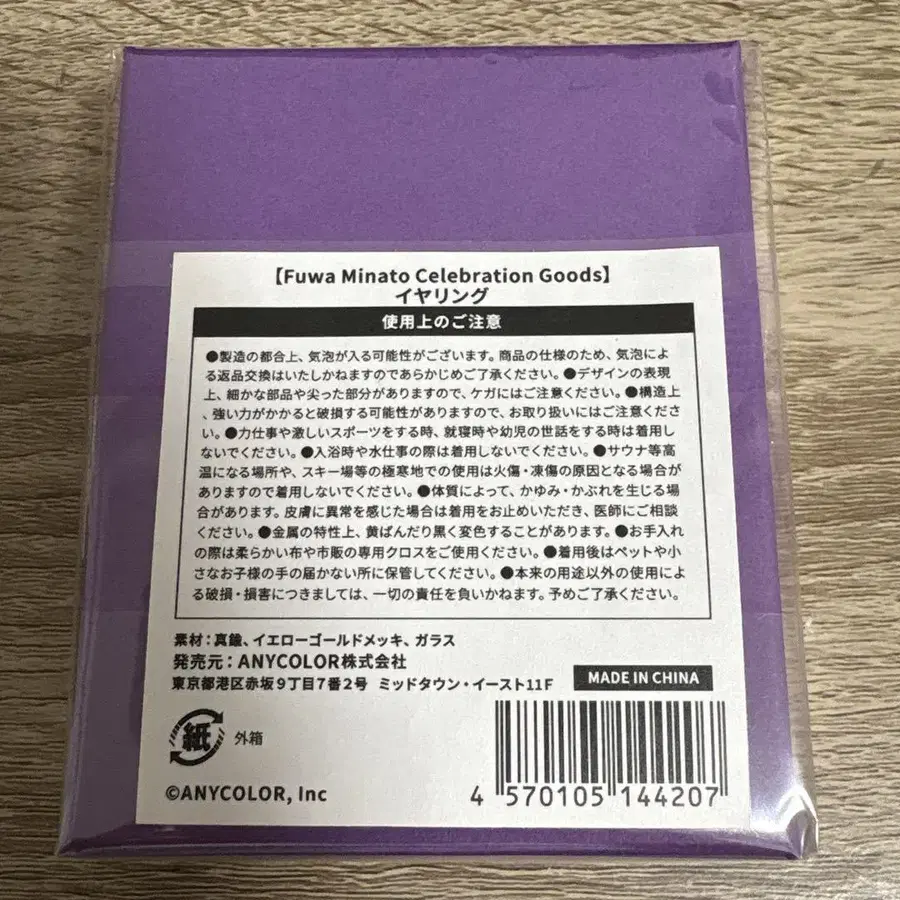 【Fuwa Minato Celebration Goods】
イヤリング
使用上のご注意
●製造の都合上、気泡が入る可能性がございます。商品の仕様のため、気泡によ
る返品交換はいたしかねますのであらかじめご了承ください。●デザインの表現
上、細かな部品や尖った部分がありますので、ケガにはご注意ください。●構造上
、強い力がかかると破損する可能性がありますので、お取り扱いにはご注意くださ
い。●力仕事や激しいスポーツをする時、就寝時や幼児の世話をする時は着用し
ないでください。●入浴時や水仕事の際は着用しないでください。●サウナ等高
温になる場所や、スキー場等の極寒地での使用は火傷・凍傷の原因となる場合が
ありますので着用しないでください。●体質によって、かゆみ・かぶれを生じる場
合があります。皮膚に異常を感じた場合は着用をお止めいただき、医師にご相談
ください。●金属の特性上、黄ばんだり黒く変色することがあります。●お手入れ
の際は柔らかい布や市販の専用クロスをご使用ください。●着用後はペットや小
さなお子様の手の届かない所に保管してください。●本来の用途以外の使用によ
る破損・損害につきましては、一切の責任を負いかねます。予めご了承ください。
素材：真鍮、イエローゴールドメッキ、ガラス
発売元：ANYCOLOR株式会社
東京都港区赤坂9丁目7番2号 ミッドタウン・イースト11F
MADE IN CHINA
紙 外箱
©ANYCOLOR, Inc
4 570105 144207